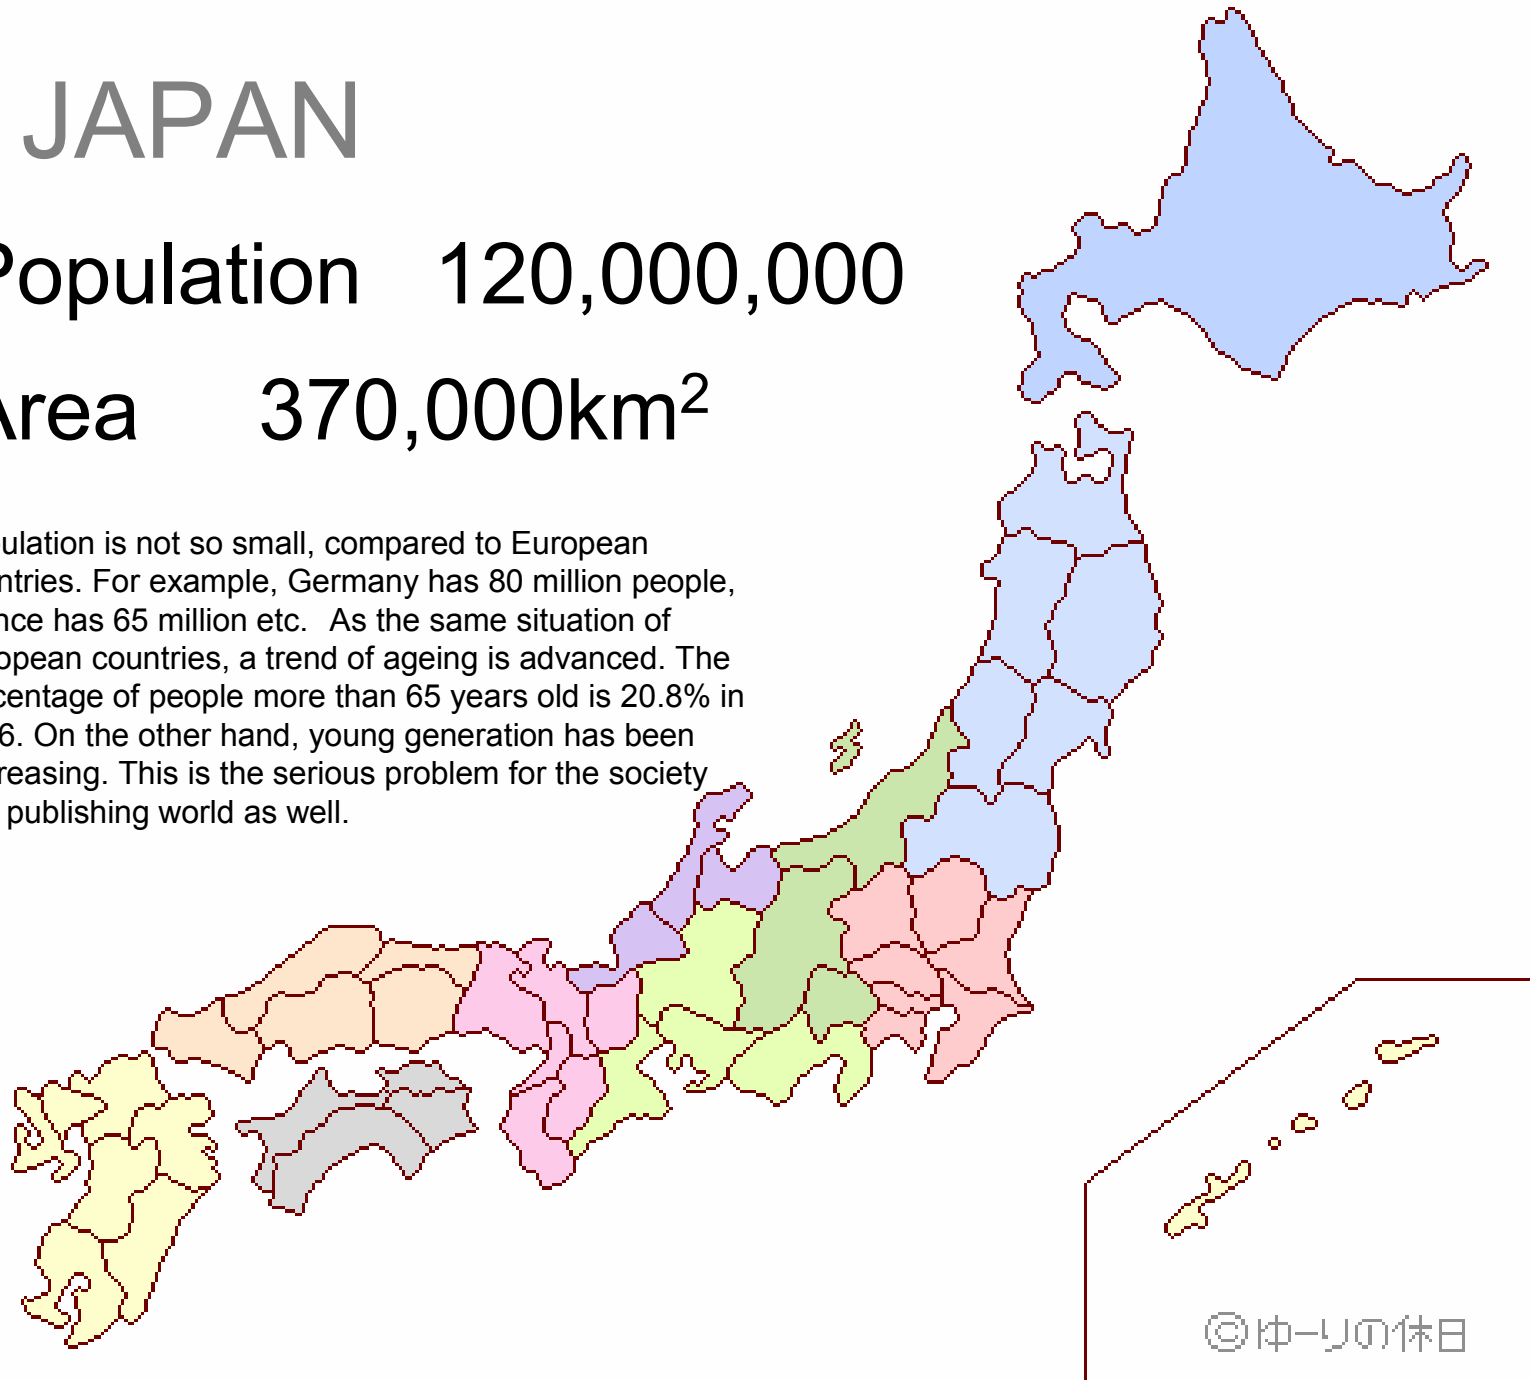 JAPAN
Population 120,000,000
Area 370,000km²
ulation is not so small, compared to European
ntries. For example, Germany has 80 million people,
nce has 65 million etc. As the same situation of
opean countries, a trend of ageing is advanced. The
centage of people more than 65 years old is 20.8% in
6. On the other hand, young generation has been
reasing. This is the serious problem for the society
publishing world as well.
©ゆーりの休日